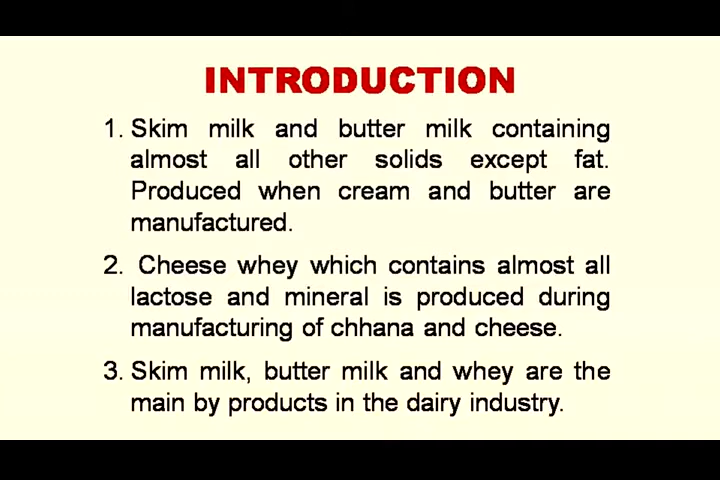 INTRODUCTION
1. Skim milk and butter milk containing
almost all other solids except fat.
Produced when cream and butter are
manufactured.
2. Cheese whey which contains almost all
lactose and mineral is produced during
manufacturing of chhana and cheese.
3. Skim milk, butter milk and whey are the
main by products in the dairy industry.